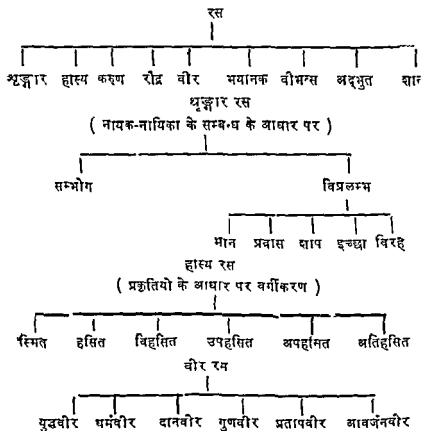 रस
शृङ्गार हास्य करुण रौद्र वीर भयानक वीभत्स अद्भुत शान
शृङ्गार रस
( नायक-नायिका के सम्बन्ध के आधार पर )
सम्भोग विप्रलम्भ
मान प्रवास शाप इच्छा विरह
हास्य रस
( प्रकृतियो के आधार पर वर्गीकरण )
स्मित हसित विहसित उपहसित अपहसित अतिहसित
वीर रस
युद्धवीर धर्मवीर दानवीर गुणवीर प्रतापवीर आवर्जनवीर